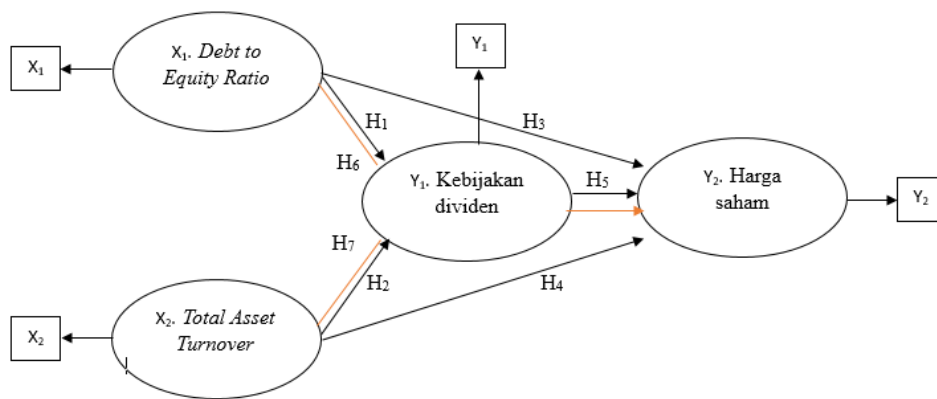 X₁
X₁. Debt to
Equity Ratio
Y₁
H₁
H₃
H₆
Y₁. Kebijakan
dividen
H₅
Y₂. Harga
saham
Y₂
H₇
H₂
H₄
X₂
X₂. Total Asset
Turnover